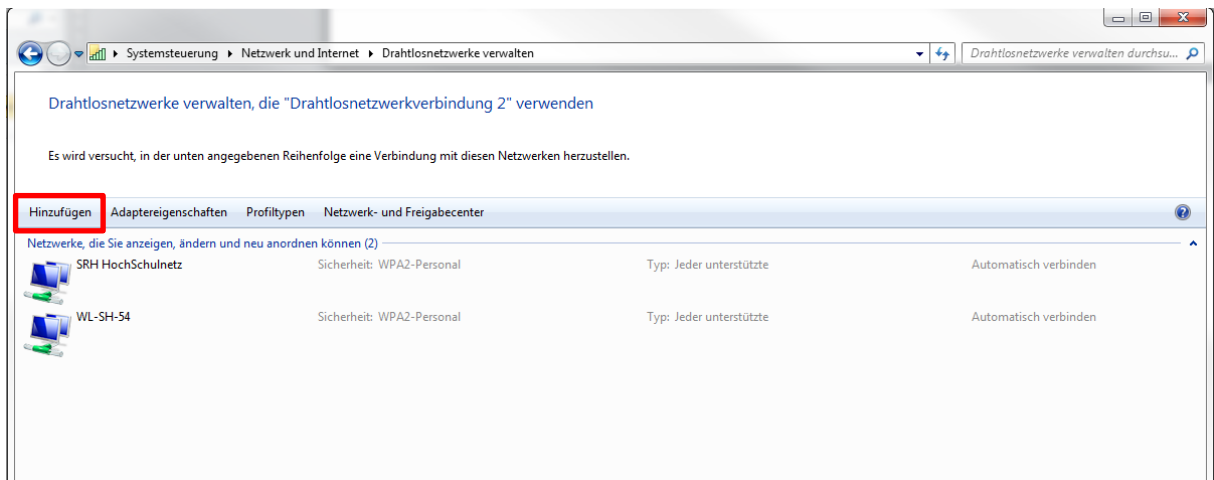 Systemsteuerung Netzwerk und Internet Drahtlosnetzwerke verwalten Drahtlosnetzwerke verwalten durchsu...
Drahtlosnetzwerke verwalten, die "Drahtlosnetzwerkverbindung 2" verwenden
Es wird versucht, in der unten angegebenen Reihenfolge eine Verbindung mit diesen Netzwerken herzustellen.
Hinzufügen Adaptereigenschaften Profiltypen Netzwerk- und Freigabecenter
Netzwerke, die Sie anzeigen, ändern und neu anordnen können (2)
SRH HochSchulnetz Sicherheit: WPA2-Personal Typ: Jeder unterstützte Automatisch verbinden
WL-SH-54 Sicherheit: WPA2-Personal Typ: Jeder unterstützte Automatisch verbinden